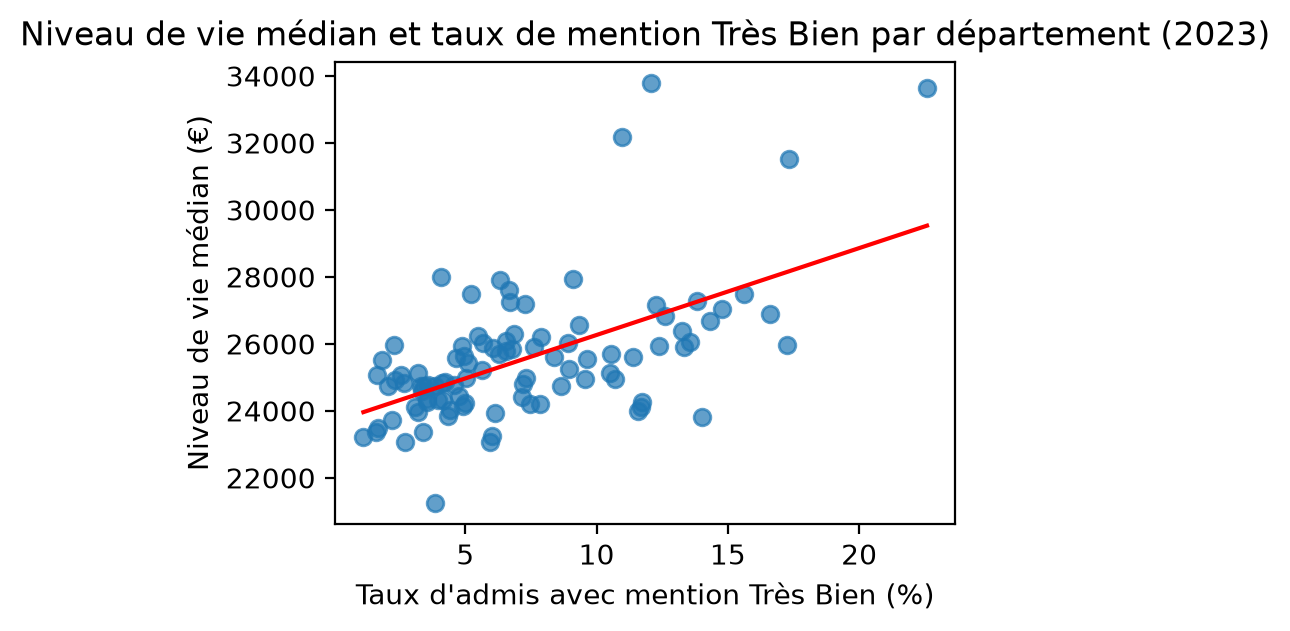 Niveau de vie médian et taux de mention Très Bien par département (2023)
Niveau de vie médian (€)
34000
32000
30000
28000
26000
24000
22000
5 10 15 20
Taux d'admis avec mention Très Bien (%)